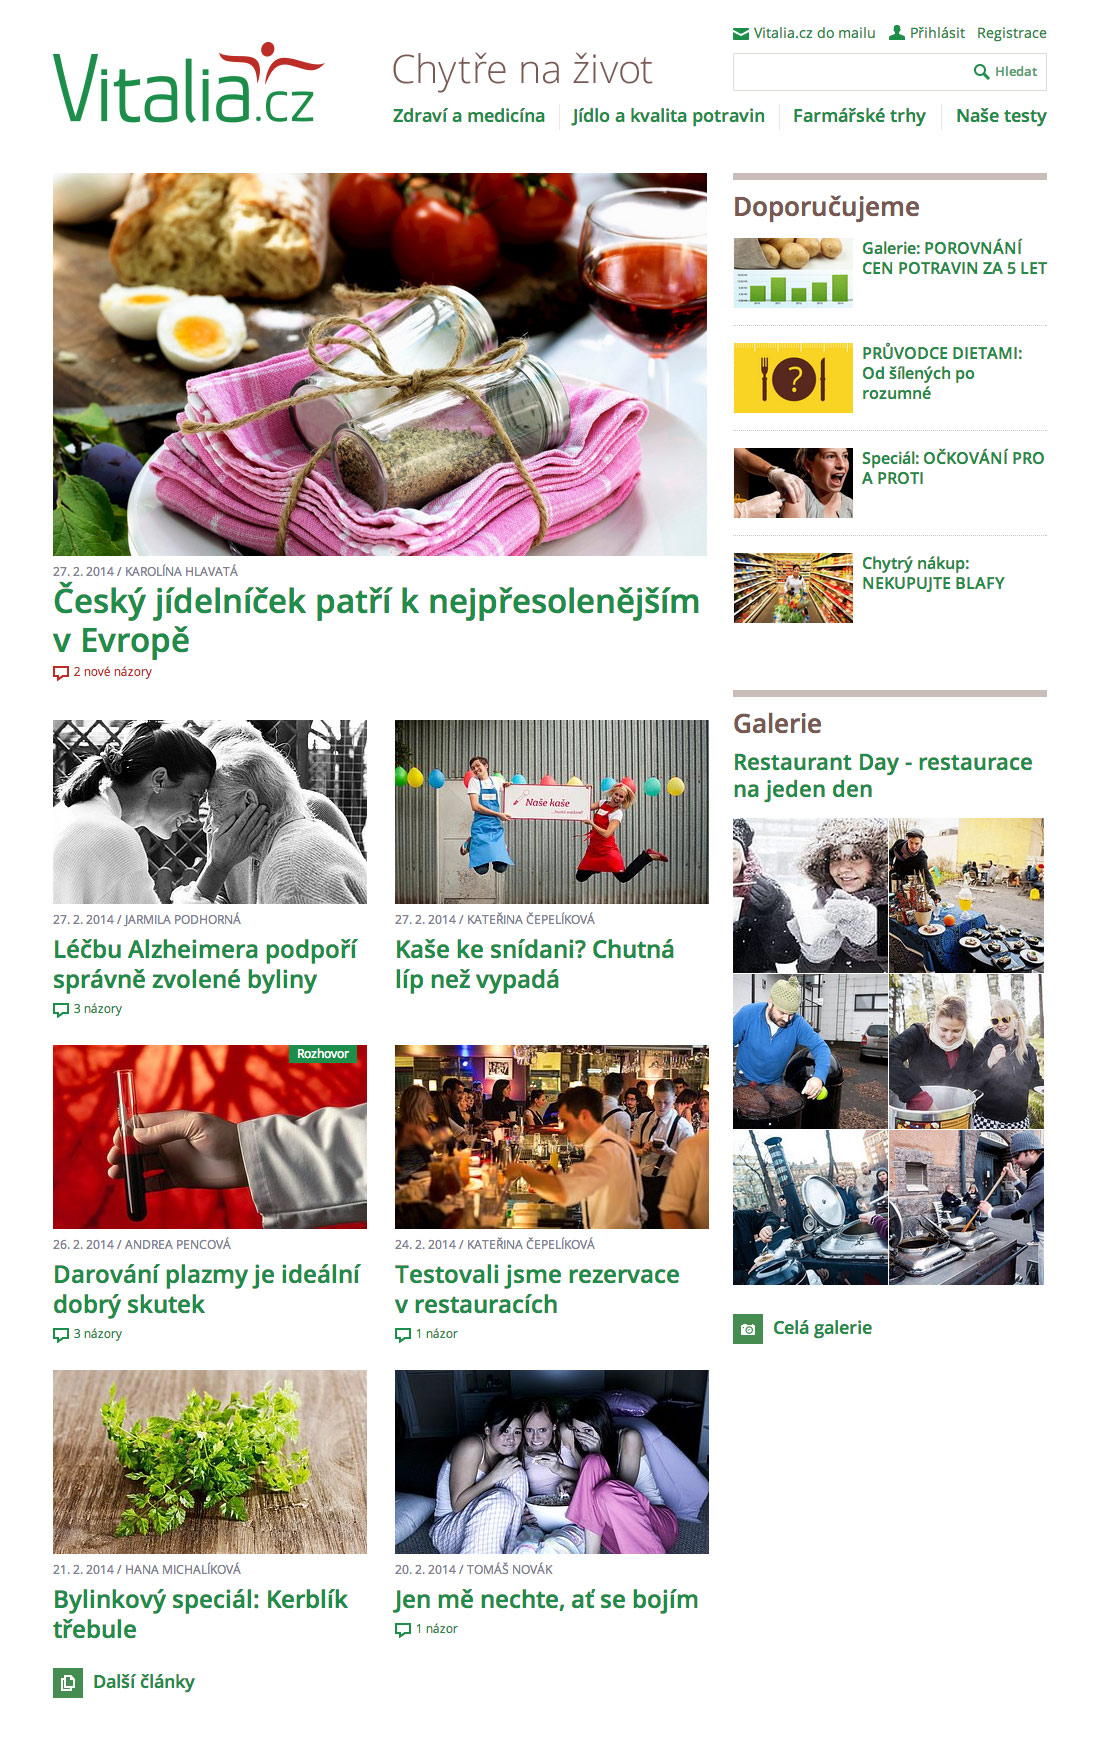 Vitalia.cz
Chytře na život
Vitalia.cz do mailu
Přihlásit
Registrace
Hledat
Zdraví a medicína
Jídlo a kvalita potravin
Farmářské trhy
Naše testy
27. 2. 2014 / KAROLÍNA HLAVATÁ
Český jídelníček patří k nejpřesolenějším
v Evropě
2 nové názory
27. 2. 2014 / JARMILA PODHORNÁ
Léčbu Alzheimera podpoří
správně zvolené byliny
3 názory
Naše kaše
27. 2. 2014 / KATEŘINA ČEPELÍKOVÁ
Kaše ke snídani? Chutná
líp než vypadá
Rozhovor
26. 2. 2014 / ANDREA PENCOVÁ
Darování plazmy je ideální
dobrý skutek
3 názory
24. 2. 2014 / KATEŘINA ČEPELÍKOVÁ
Testovali jsme rezervace
v restauracích
1 názor
21. 2. 2014 / HANA MICHALÍKOVÁ
Bylinkový speciál: Kerblík
třebule
20. 2. 2014 / TOMÁŠ NOVÁK
Jen mě nechte, ať se bojím
1 názor
Další články
Doporučujeme
Galerie: POROVNÁNÍ
CEN POTRAVIN ZA 5 LET
?
PRŮVODCE DIETAMI:
Od šílených po
rozumné
Speciál: OČKOVÁNÍ PRO
A PROTI
Chytrý nákup:
NEKUPUJTE BLAFY
Galerie
Restaurant Day - restaurace
na jeden den
Celá galerie